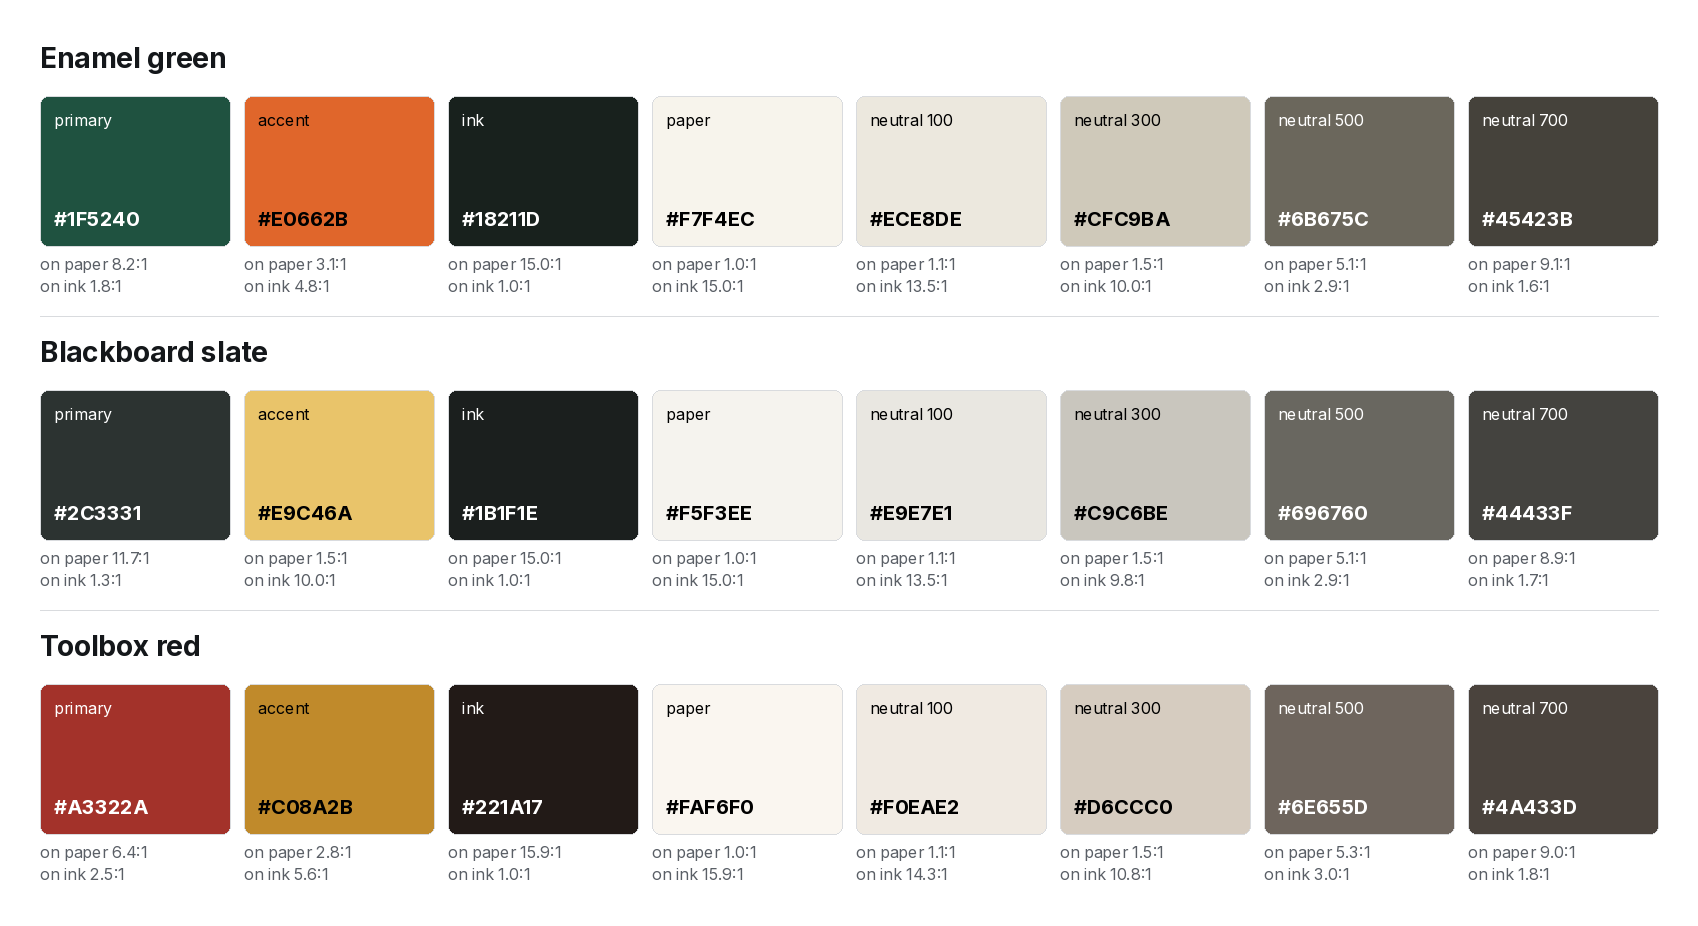 Enamel green
primary accent ink paper neutral 100 neutral 300 neutral 500 neutral 700
#1F5240 #E0662B #18211D #F7F4EC #ECE8DE #CFC9BA #6B675C #45423B
on paper 8.2:1 on paper 3.1:1 on paper 15.0:1 on paper 1.0:1 on paper 1.1:1 on paper 1.5:1 on paper 5.1:1 on paper 9.1:1
on ink 1.8:1 on ink 4.8:1 on ink 1.0:1 on ink 15.0:1 on ink 13.5:1 on ink 10.0:1 on ink 2.9:1 on ink 1.6:1
Blackboard slate
primary accent ink paper neutral 100 neutral 300 neutral 500 neutral 700
#2C3331 #E9C46A #1B1F1E #F5F3EE #E9E7E1 #C9C6BE #696760 #44433F
on paper 11.7:1 on paper 1.5:1 on paper 15.0:1 on paper 1.0:1 on paper 1.1:1 on paper 1.5:1 on paper 5.1:1 on paper 8.9:1
on ink 1.3:1 on ink 10.0:1 on ink 1.0:1 on ink 15.0:1 on ink 13.5:1 on ink 9.8:1 on ink 2.9:1 on ink 1.7:1
Toolbox red
primary accent ink paper neutral 100 neutral 300 neutral 500 neutral 700
#A3322A #C08A2B #221A17 #FAF6F0 #F0EAE2 #D6CCC0 #6E655D #4A433D
on paper 6.4:1 on paper 2.8:1 on paper 15.9:1 on paper 1.0:1 on paper 1.1:1 on paper 1.5:1 on paper 5.3:1 on paper 9.0:1
on ink 2.5:1 on ink 5.6:1 on ink 1.0:1 on ink 15.9:1 on ink 14.3:1 on ink 10.8:1 on ink 3.0:1 on ink 1.8:1